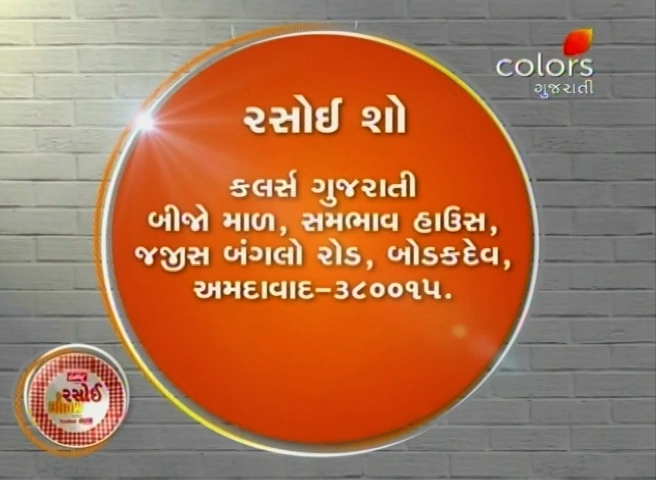 colors
ગુજરાતી
રસોઈ શો
કલર્સ ગુજરાતી
બીજો માળ, સમભાવ હાઉસ,
જજીસ બંગલો રોડ, બોડકદેવ,
અમદાવાદ-૩૮૦૦૧૫.
રસોઈ